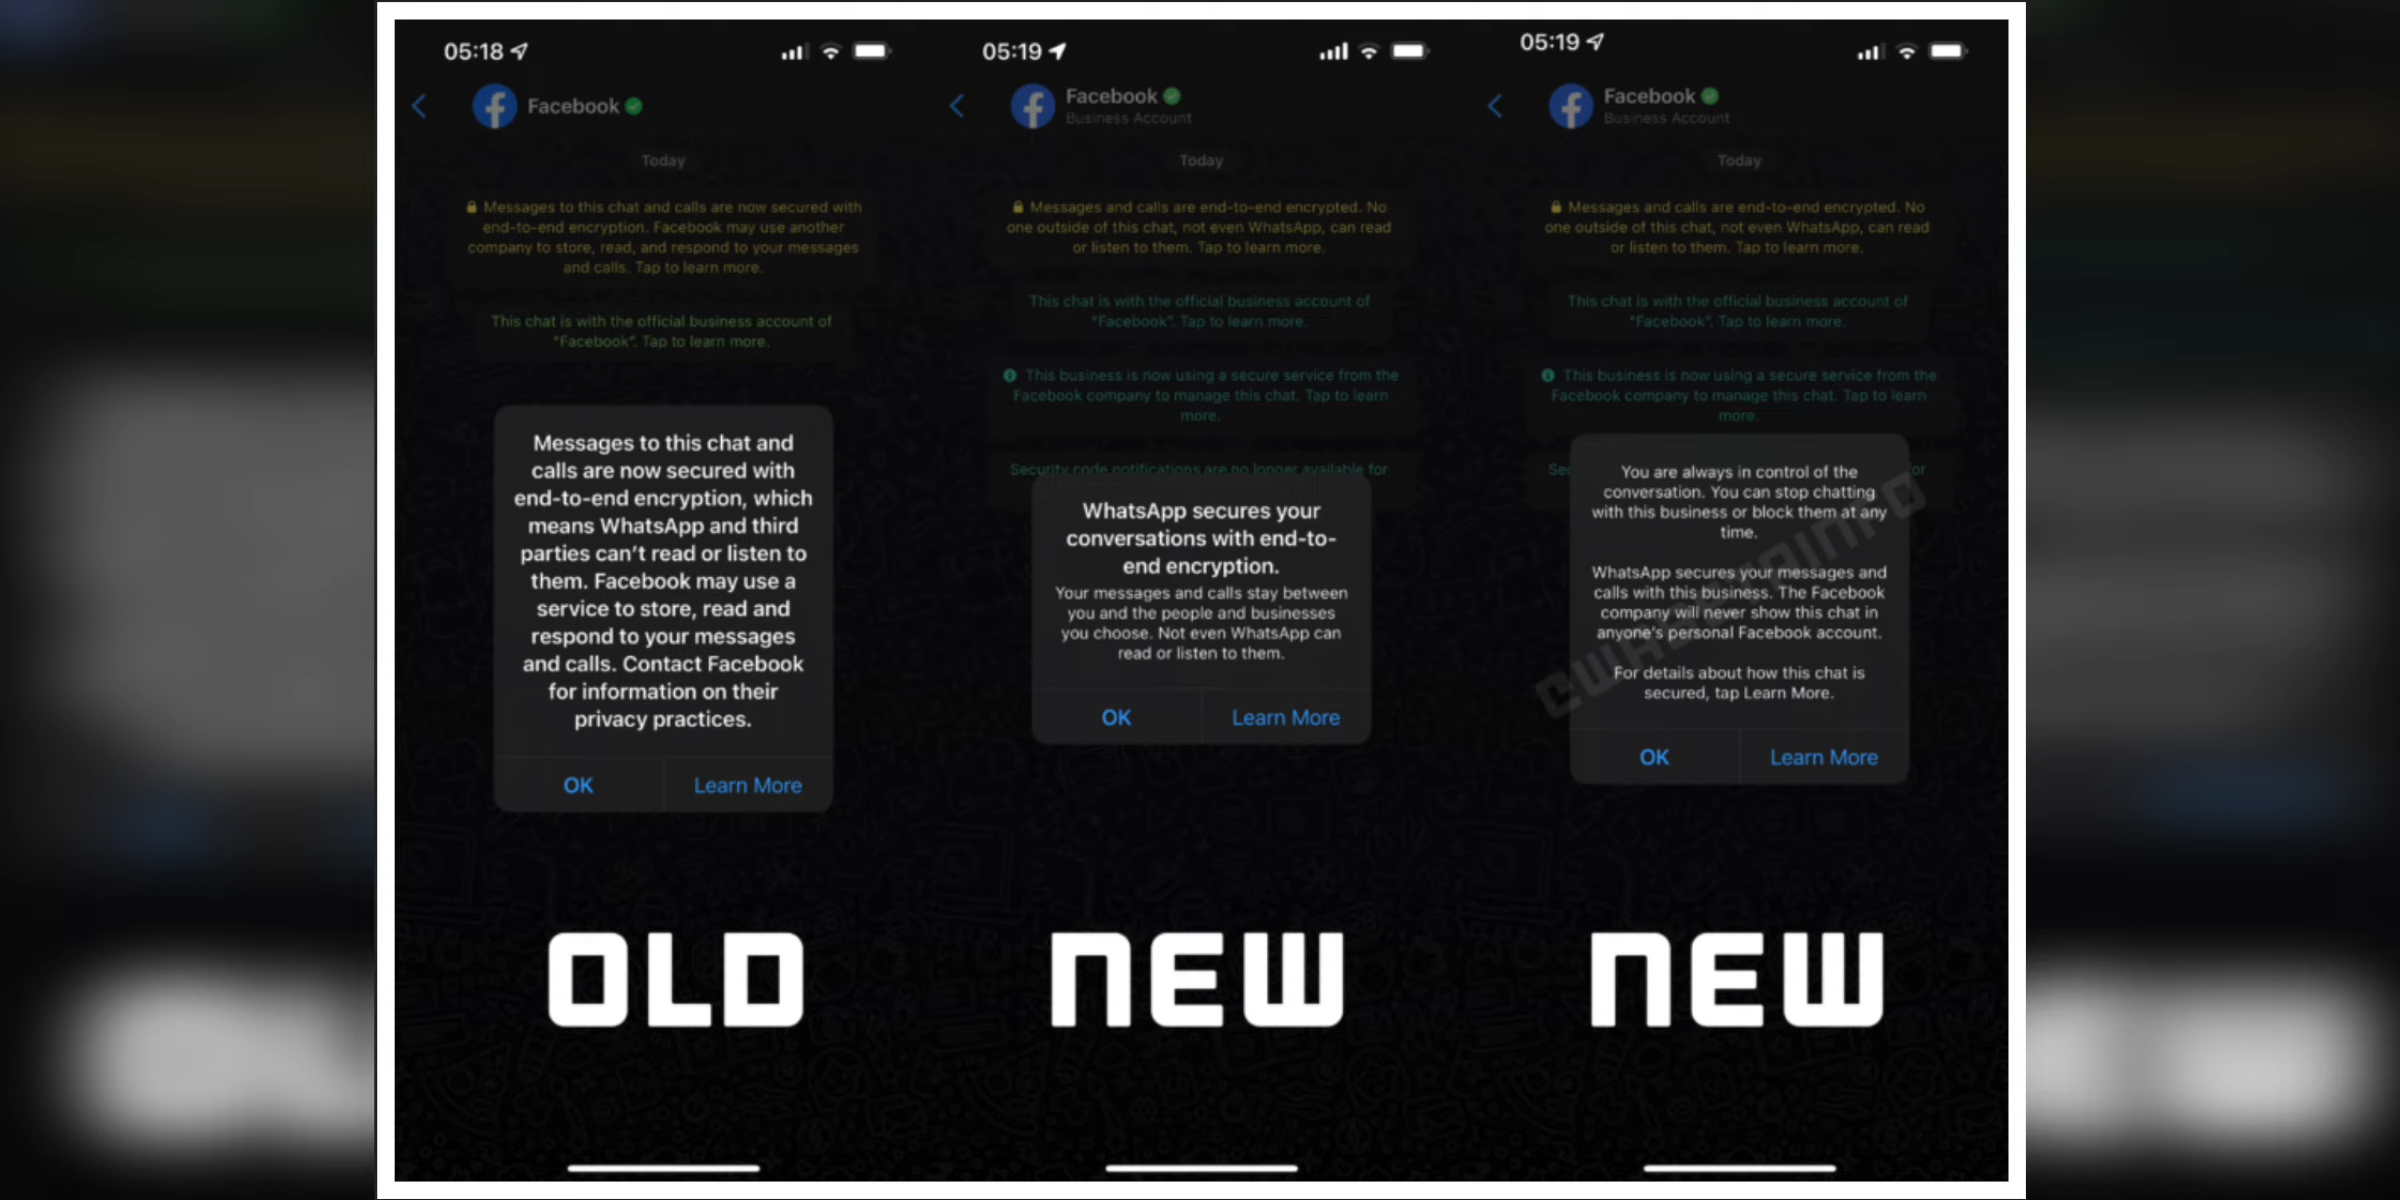 05:18
Facebook
Today
Messages to this chat and calls are now secured with
end-to-end encryption. Facebook may use another
company to store, read, and respond to your messages
and calls. Tap to learn more.
This chat is with the official business account of
“Facebook”. Tap to learn more.
Messages to this chat and
calls are now secured with
end-to-end encryption, which
means WhatsApp and third
parties can’t read or listen to
them. Facebook may use a
service to store, read and
respond to your messages
and calls. Contact Facebook
for information on their
privacy practices.
OK
Learn More
OLD
05:19
Facebook
Business Account
Today
Messages and calls are end-to-end encrypted. No
one outside of this chat, not even WhatsApp, can read
or listen to them. Tap to learn more.
This chat is with the official business account of
“Facebook”. Tap to learn more.
This business is now using a secure service from the
Facebook company to manage this chat. Tap to learn
more.
Security code notifications are no longer available for
WhatsApp secures your
conversations with end-to-
end encryption.
Your messages and calls stay between
you and the people and businesses
you choose. Not even WhatsApp can
read or listen to them.
OK
Learn More
NEW
05:19
Facebook
Business Account
Today
Messages and calls are end-to-end encrypted. No
one outside of this chat, not even WhatsApp, can read
or listen to them. Tap to learn more.
This chat is with the official business account of
“Facebook”. Tap to learn more.
This business is now using a secure service from the
Facebook company to manage this chat. Tap to learn
more.
You are always in control of the
conversation. You can stop chatting
with this business or block them at any
time.
WhatsApp secures your messages and
calls with this business. The Facebook
company will never show this chat in
anyone’s personal Facebook account.
For details about how this chat is
secured, tap Learn More.
OK
Learn More
NEW